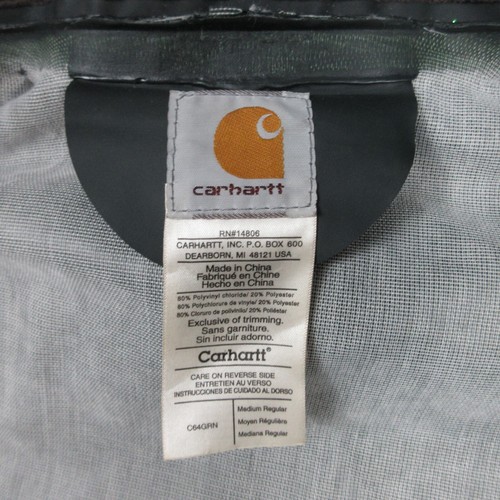 carhartt
RN#14806
CARHARTT, INC. P.O. BOX 600
DEARBORN, MI 48121 USA
Made in China
Fabriqué en Chine
Hecho en China
80% Polyvinyl chloride/ 20% Polyester
80% Polychlorura de vinyle/ 20% Polyester
80% Cloruro de polivinilo/ 20% Poliéster
Exclusive of trimming.
Sans garniture.
Sin incluir adorno.
Carhartt
CARE ON REVERSE SIDE
ENTRETIEN AU VERSO
INSTRUCCIONES DE CUIDADO AL DORSO
C64GRN
Medium Regular
Moyen Régulière
Mediana Regular